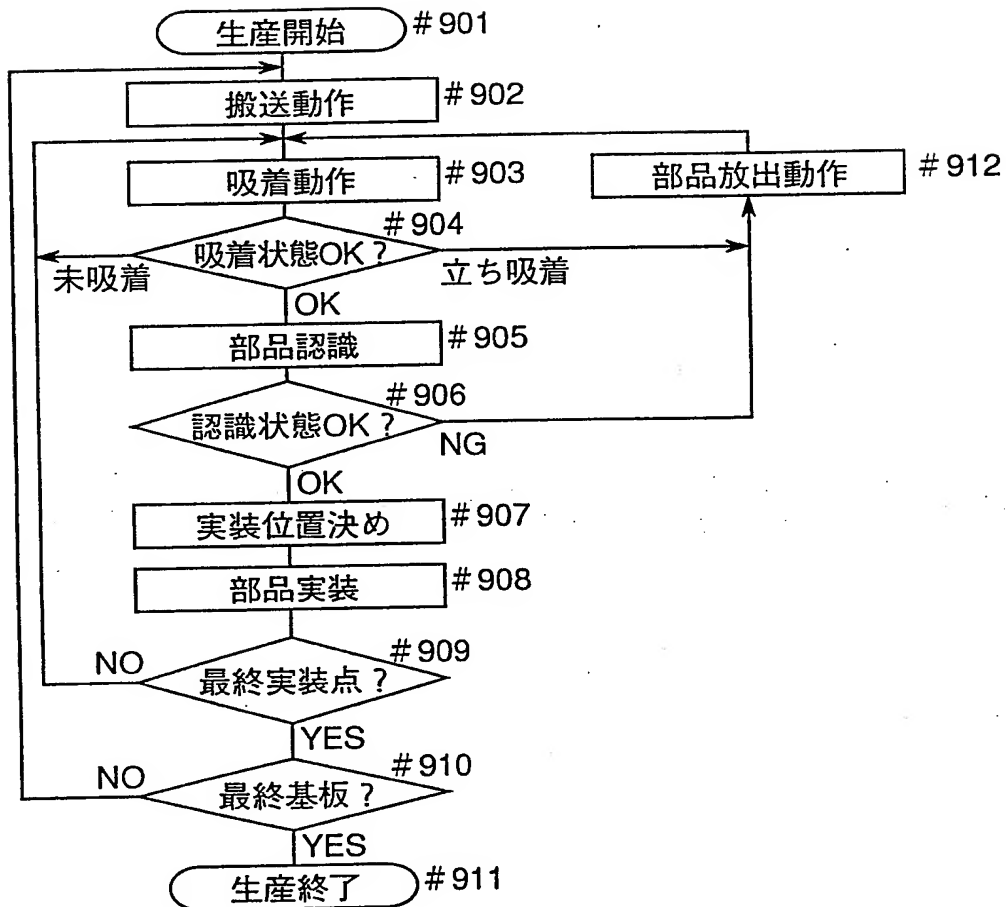 生産開始 #901
搬送動作 #902
吸着動作 #903
部品放出動作 #912
#904
吸着状態OK?
未吸着
立ち吸着
OK
部品認識 #905
#906
認識状態OK?
NG
OK
実装位置決め #907
部品実装 #908
#909
NO
最終実装点?
YES
#910
NO
最終基板?
YES
生産終了 #911